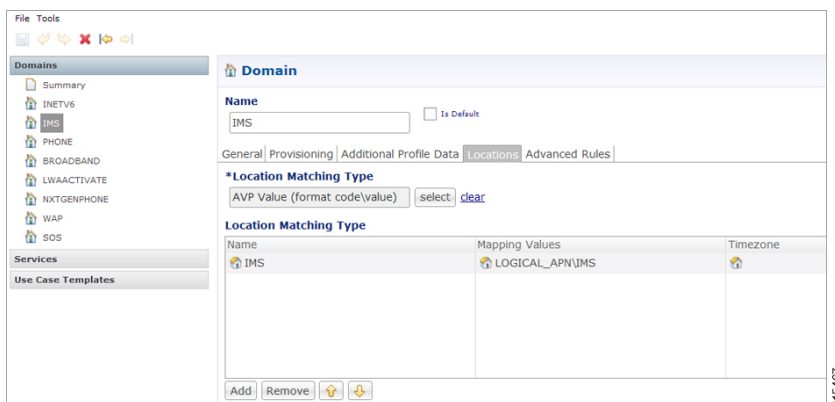 File Tools
Domains
Summary
INETV6
IMS
PHONE
BROADBAND
LWAACTIVATE
NXTGENPHONE
WAP
SOS
Services
Use Case Templates
Domain
Name
Is Default
IMS
General Provisioning Additional Profile Data Locations Advanced Rules
*Location Matching Type
AVP Value (format code\value) select clear
Location Matching Type
Name Mapping Values Timezone
IMS LOGICAL_APN\IMS
Add Remove